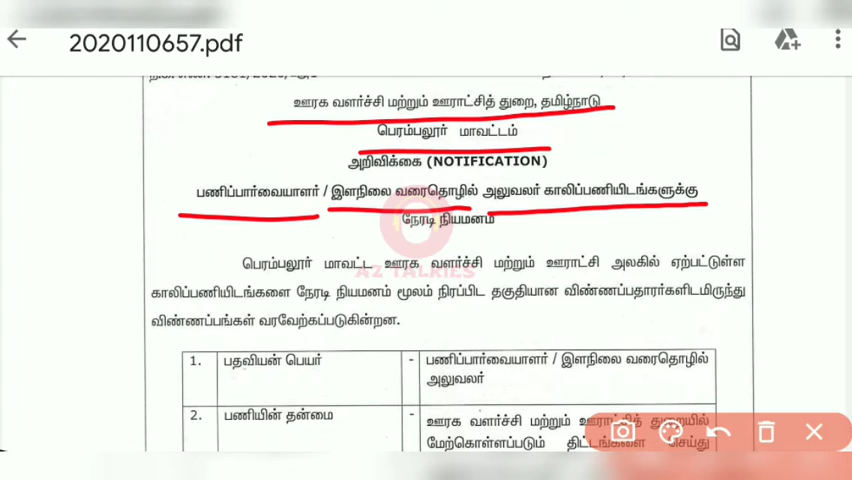 2020110657.pdf
ஊரக வளர்ச்சி மற்றும் ஊராட்சித் துறை, தமிழ்நாடு
பெரம்பலூர் மாவட்டம்
அறிவிக்கை (NOTIFICATION)
பணிப்பார்வையாளர் / இளநிலை வரைதொழில் அலுவலர் காலிப்பணியிடங்களுக்கு
நேரடி நியமனம்
பெரம்பலூர் மாவட்ட ஊரக வளர்ச்சி மற்றும் ஊராட்சி அலகில் ஏற்பட்டுள்ள
காலிப்பணியிடங்களை நேரடி நியமனம் மூலம் நிரப்பிட தகுதியான விண்ணப்பதாரர்களிடமிருந்து
விண்ணப்பங்கள் வரவேற்கப்படுகின்றன.
1. பதவியன் பெயர் - பணிப்பார்வையாளர் / இளநிலை வரைதொழில்
அலுவலர்
2. பணியின் தன்மை - ஊரக வளர்ச்சி மற்றும் ஊராட்சித் துறையில்
மேற்கொள்ளப்படும் திட்டங்களை செய்து
AZ TALKIES